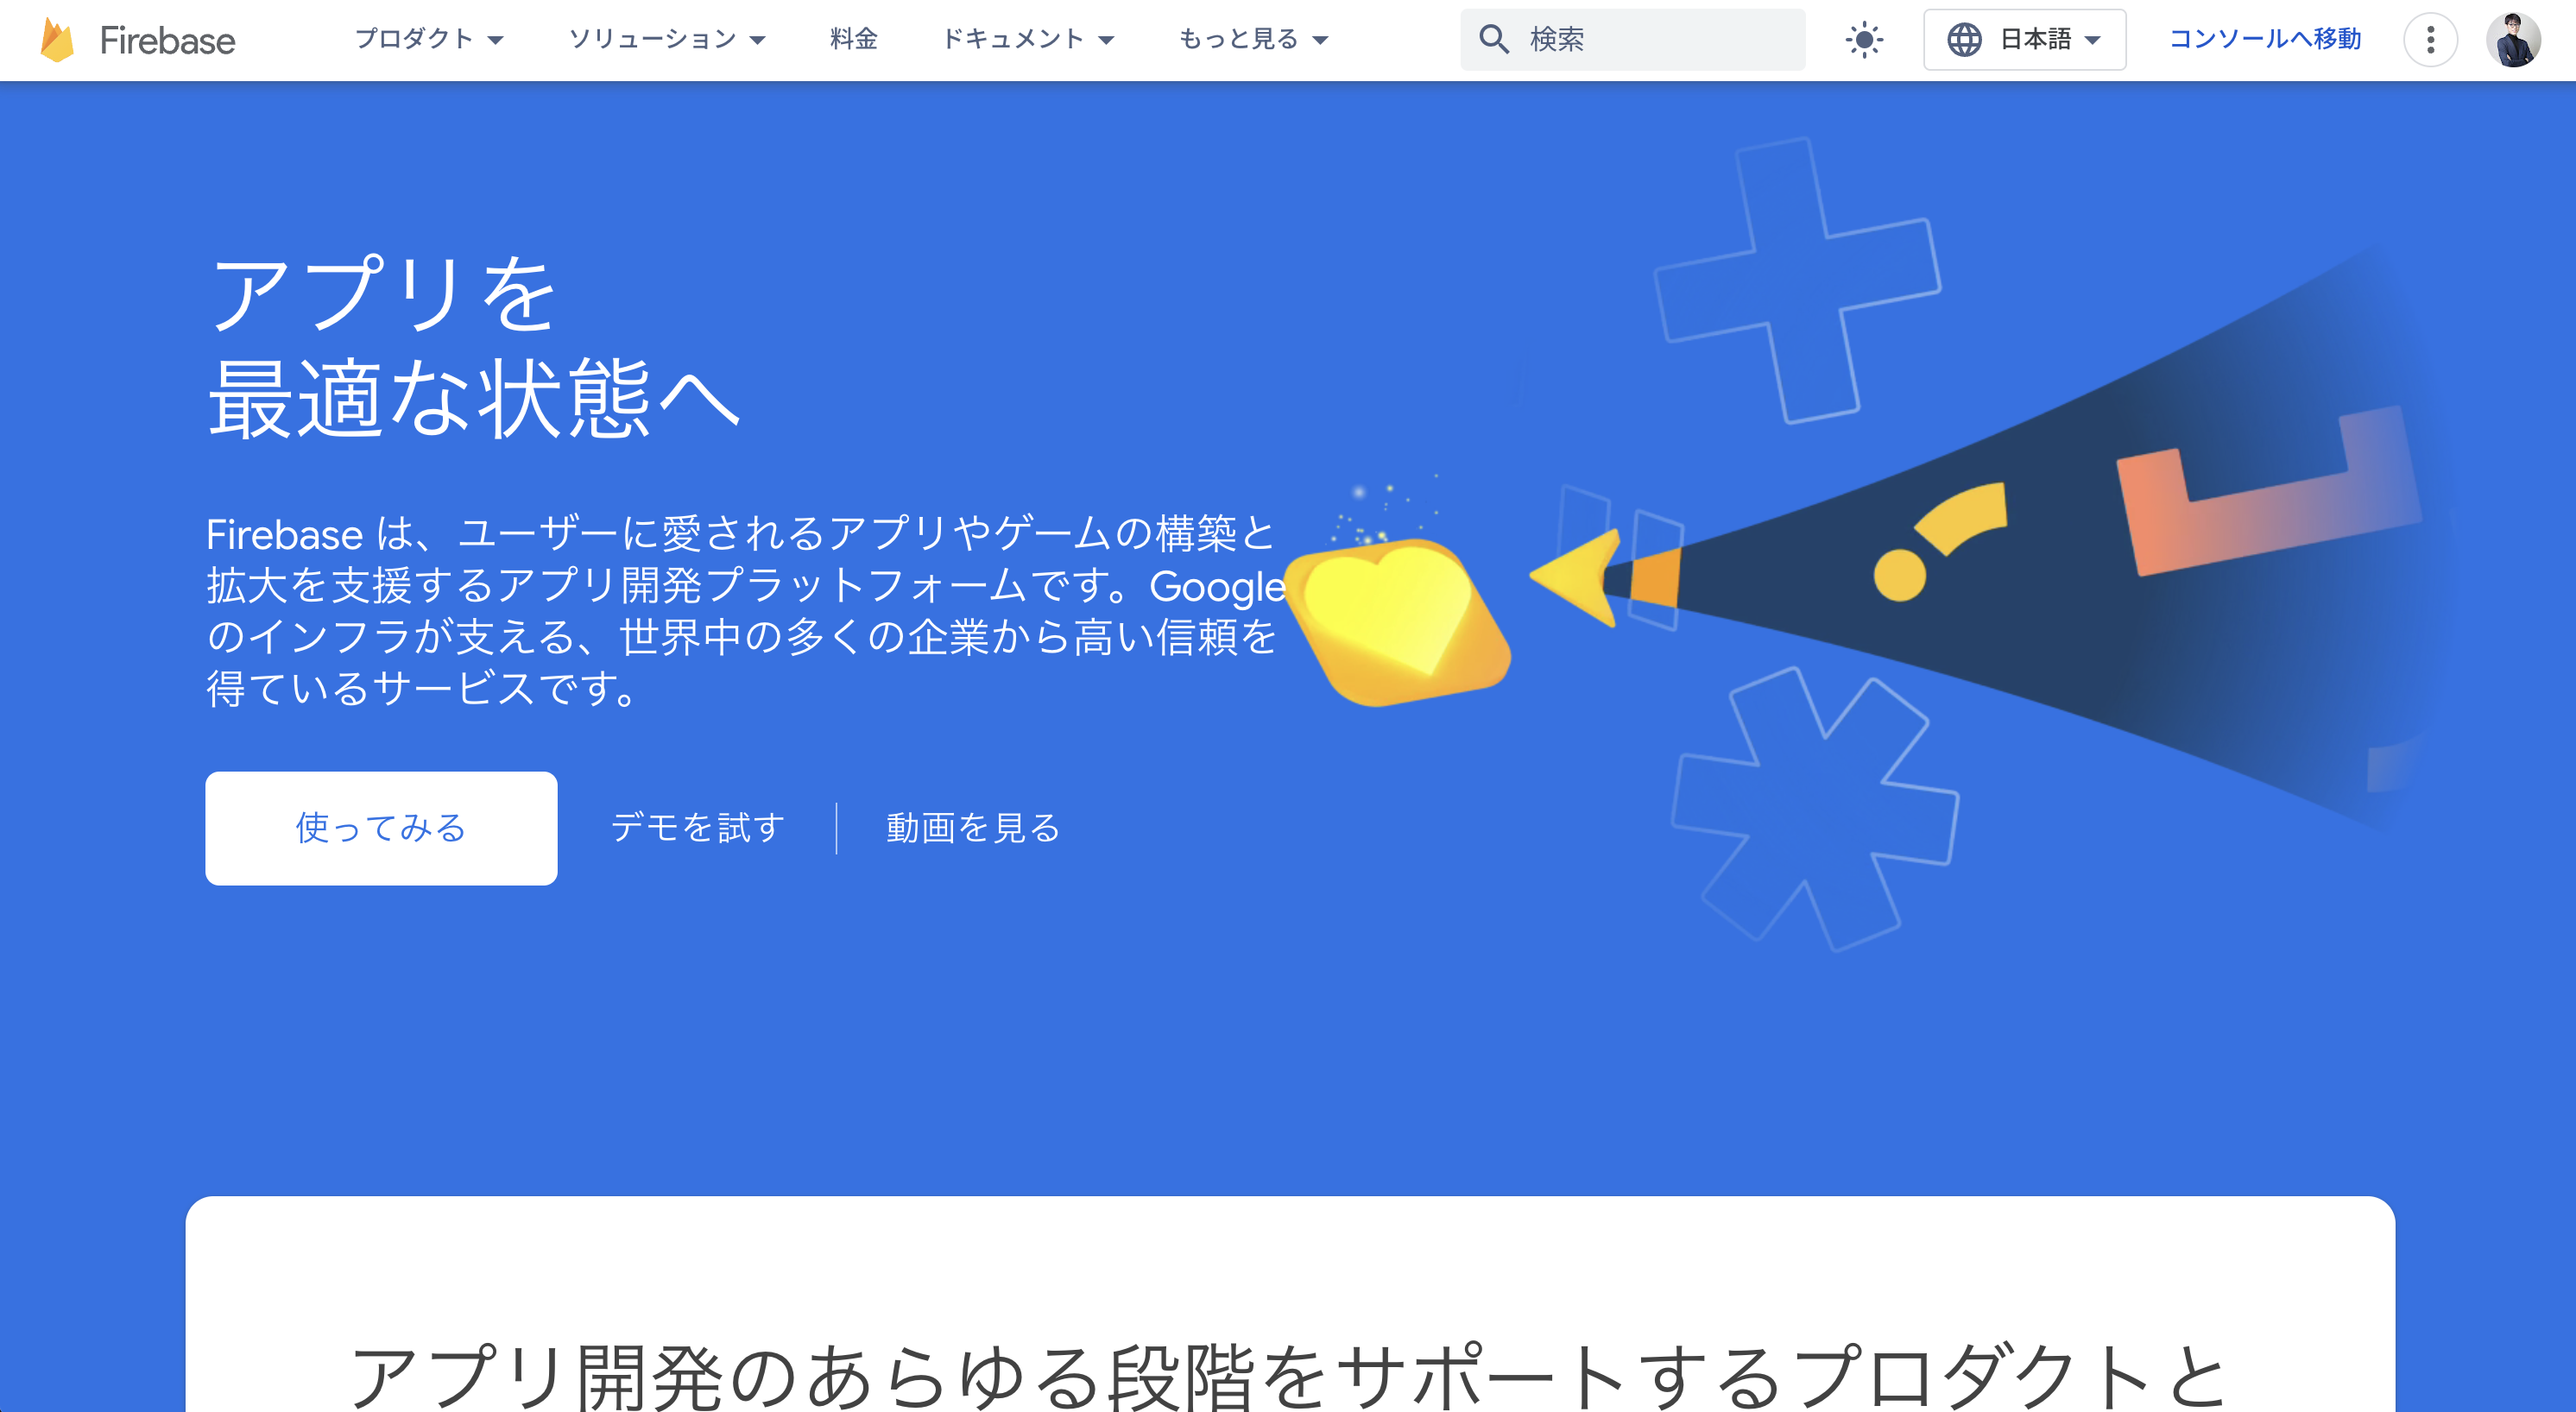 Firebase
プロダクト
ソリューション
料金
ドキュメント
もっと見る
検索
日本語
コンソールへ移動
アプリを
最適な状態へ
Firebase は、ユーザーに愛されるアプリやゲームの構築と
拡大を支援するアプリ開発プラットフォームです。Google
のインフラが支える、世界中の多くの企業から高い信頼を
得ているサービスです。
使ってみる
デモを試す
動画を見る
アプリ開発のあらゆる段階をサポートするプロダクトと